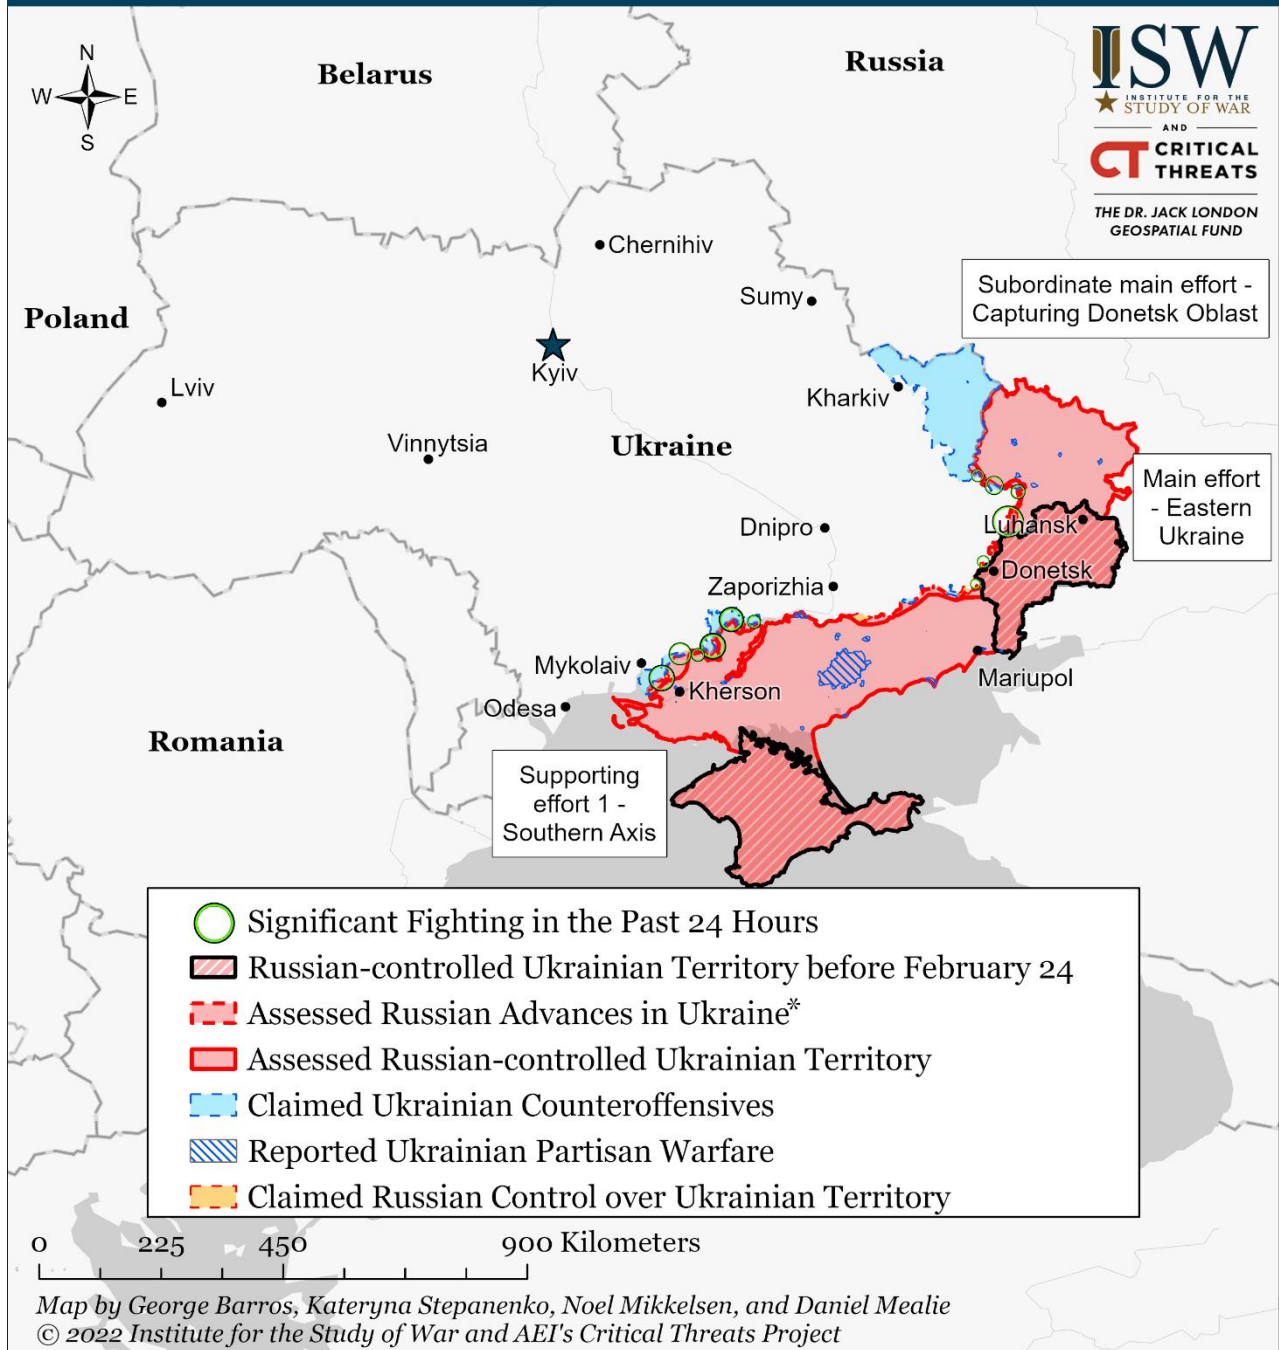 N
W E
S
Belarus
Russia
ISW
INSTITUTE FOR THE
STUDY OF WAR
AND
CT CRITICAL
THREATS
THE DR. JACK LONDON
GEOSPATIAL FUND
Chernihiv
Subordinate main effort -
Capturing Donetsk Oblast
Sumy
Poland
Kyiv
Lviv
Kharkiv
Vinnytsia
Ukraine
Main effort
- Eastern
Ukraine
Dnipro
Luhansk
Donetsk
Zaporizhia
Mykolaiv
Mariupol
Kherson
Odesa
Romania
Supporting
effort 1 -
Southern Axis
Significant Fighting in the Past 24 Hours
Russian-controlled Ukrainian Territory before February 24
Assessed Russian Advances in Ukraine*
Assessed Russian-controlled Ukrainian Territory
Claimed Ukrainian Counteroffensives
Reported Ukrainian Partisan Warfare
Claimed Russian Control over Ukrainian Territory
0 225 450 900 Kilometers
Map by George Barros, Kateryna Stepanenko, Noel Mikkelsen, and Daniel Mealie
© 2022 Institute for the Study of War and AEI's Critical Threats Project